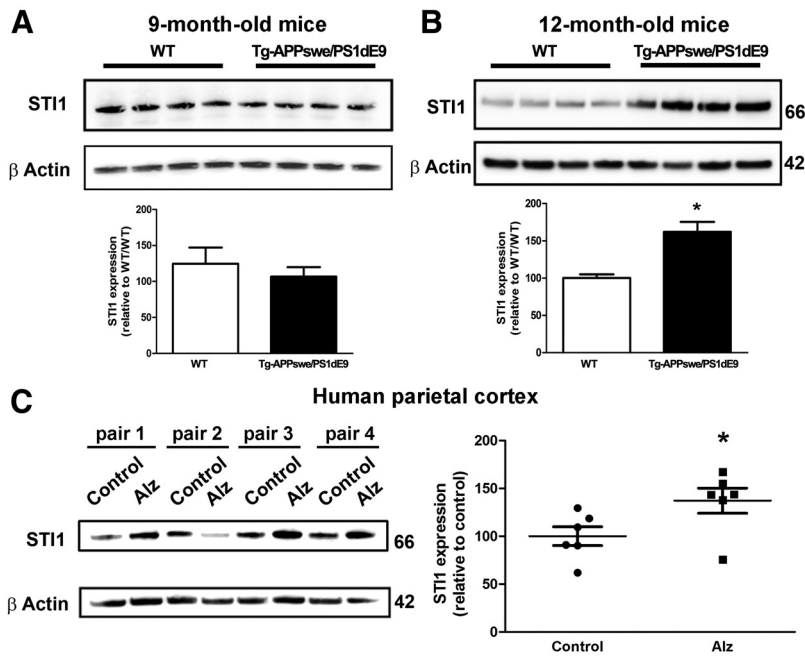 A
9-month-old mice
WT Tg-APPswe/PS1dE9
STI1
β Actin
STI1 expression
(relative to WT/WT)
200
150
100
50
0
WT Tg-APPswe/PS1dE9
B
12-month-old mice
WT Tg-APPswe/PS1dE9
STI1 66
β Actin 42
STI1 expression
(relative to WT/WT)
200
150
100
50
0
*
WT Tg-APPswe/PS1dE9
C
Human parietal cortex
pair 1 pair 2 pair 3 pair 4
Control Alz Control Alz Control Alz Control Alz
STI1 66
β Actin 42
STI1 expression
(relative to control)
200
150
100
50
0
*
Control Alz